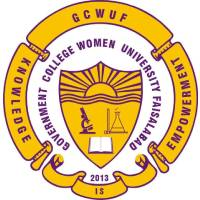 GCWUF
KNOWLEDGE
IS
EMPOWERMENT
GOVERNMENT COLLEGE WOMEN UNIVERSITY FAISALABAD
2013